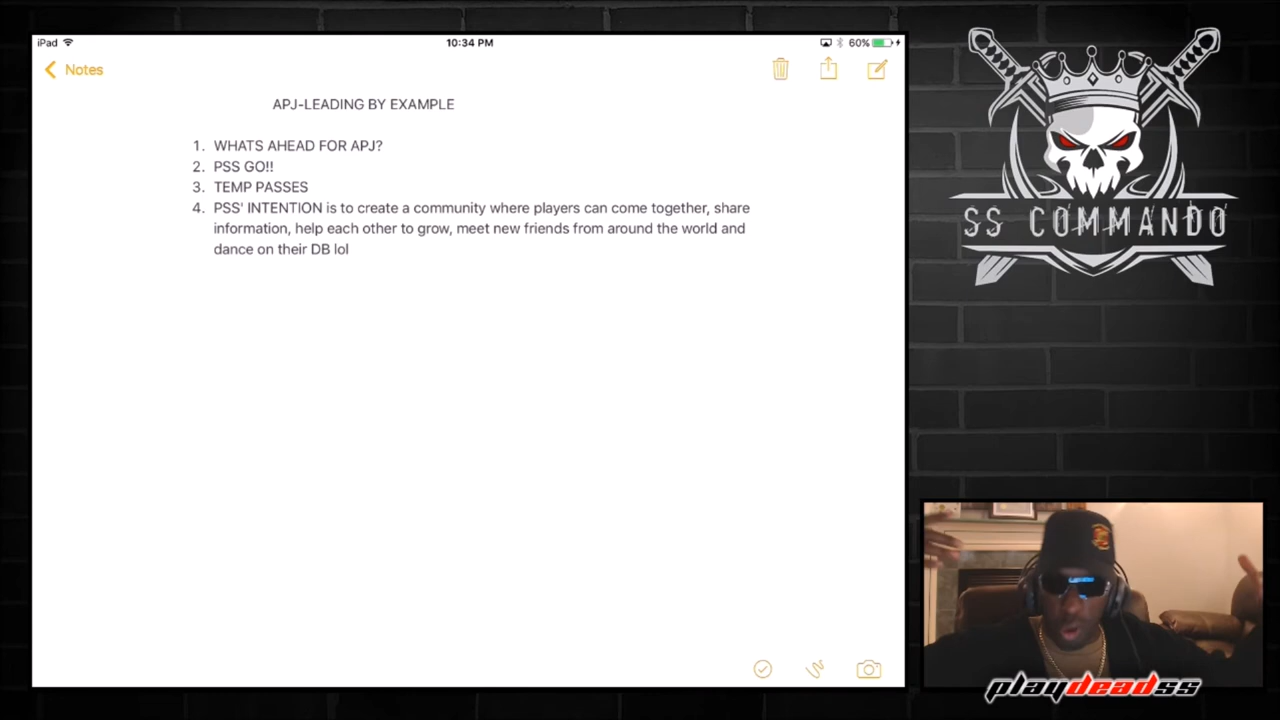 iPad
10:34 PM
60%
Notes
APJ-LEADING BY EXAMPLE
1. WHATS AHEAD FOR APJ?
2. PSS GO!!
3. TEMP PASSES
4. PSS' INTENTION is to create a community where players can come together, share
information, help each other to grow, meet new friends from around the world and
dance on their DB lol
SS COMMANDO
playdeadss